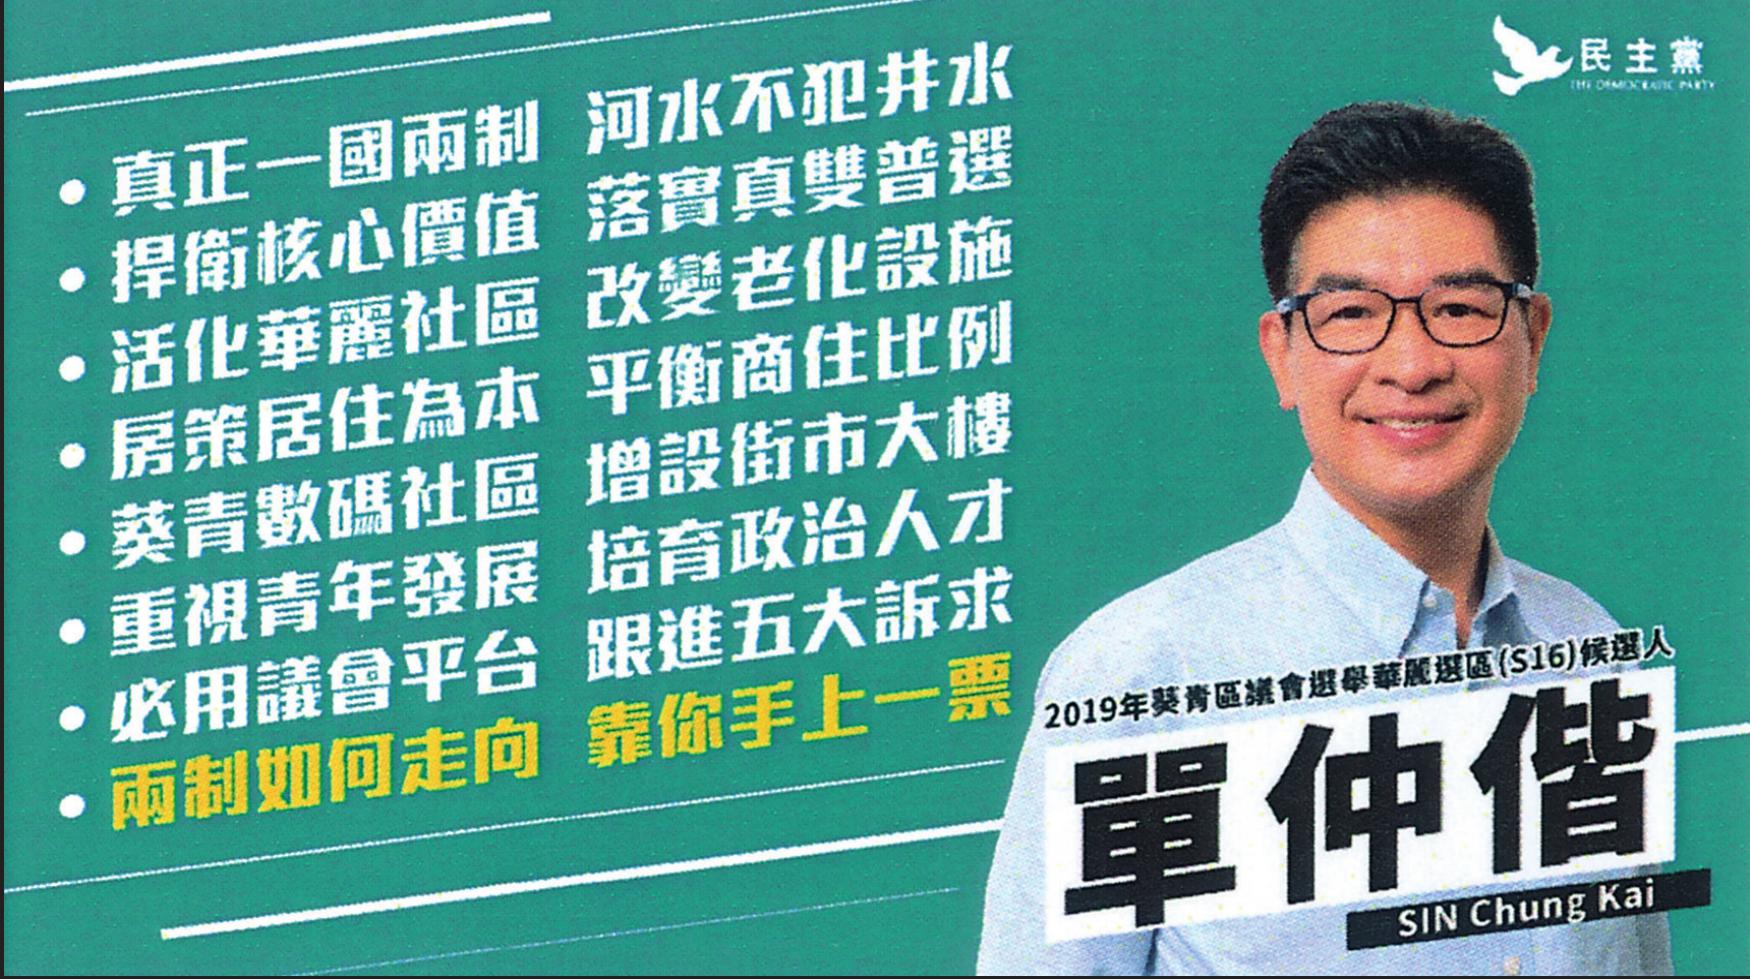 民主黨
THE DEMOCRATIC PARTY
• 真正一國兩制 河水不犯井水
• 捍衛核心價值 落實真雙普選
• 活化華麗社區 改變老化設施
• 房策居住為本 平衡商住比例
• 葵青數碼社區 增設街市大樓
• 重視青年發展 培育政治人才
• 必用議會平台 跟進五大訴求
• 兩制如何走向 靠你手上一票
2019年葵青區議會選舉華麗選區(S16)候選人
單仲偕
SIN Chung Kai